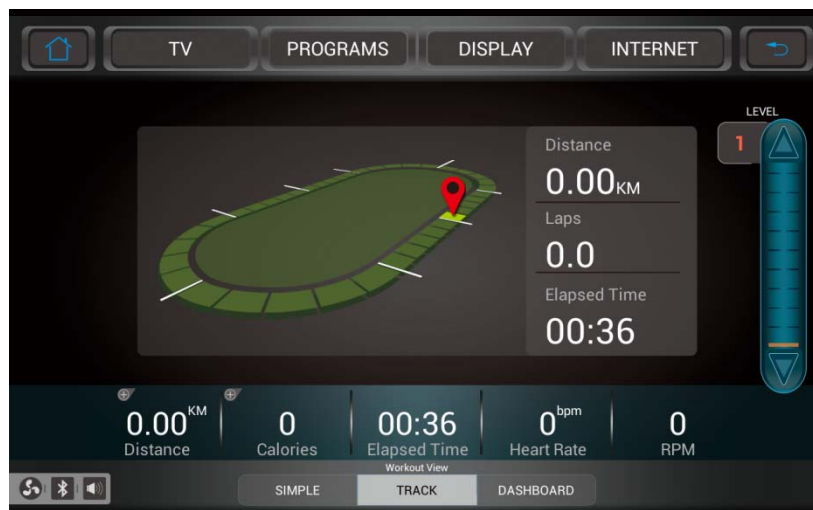 TV PROGRAMS DISPLAY INTERNET
LEVEL
1
Distance
0.00KM
Laps
0.0
Elapsed Time
00:36
0.00KM 0 00:36 0bpm 0
Distance Calories Elapsed Time Heart Rate RPM
Workout View
SIMPLE TRACK DASHBOARD